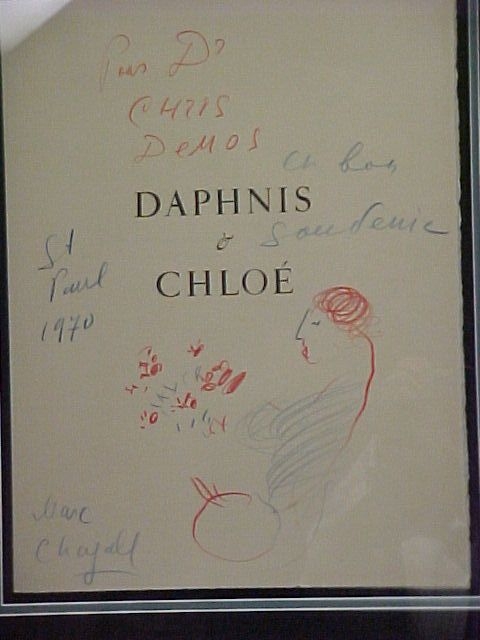 Pour Dr
CHRIS
DEMOS
En bon
DAPHNIS
&
souvenir
CHLOÉ
St
Paul
1970
Marc
Chagall